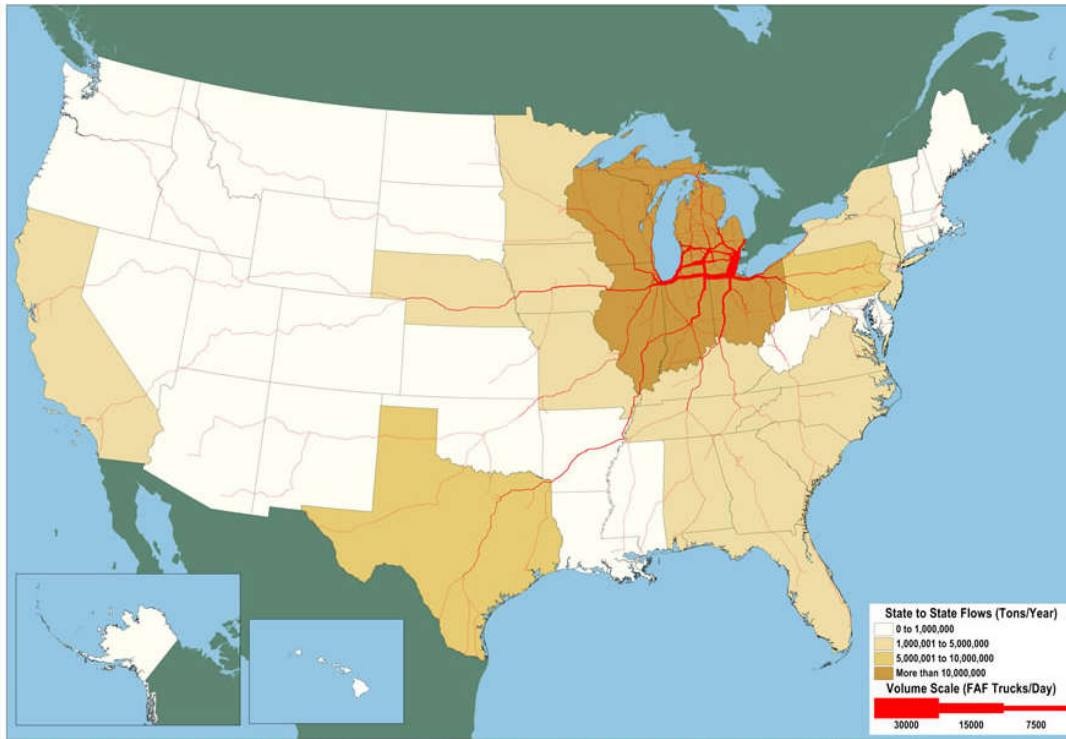 State to State Flows (Tons/Year)
0 to 1,000,000
1,000,001 to 5,000,000
5,000,001 to 10,000,000
More than 10,000,000
Volume Scale (FAF Trucks/Day)
30000 15000 7500